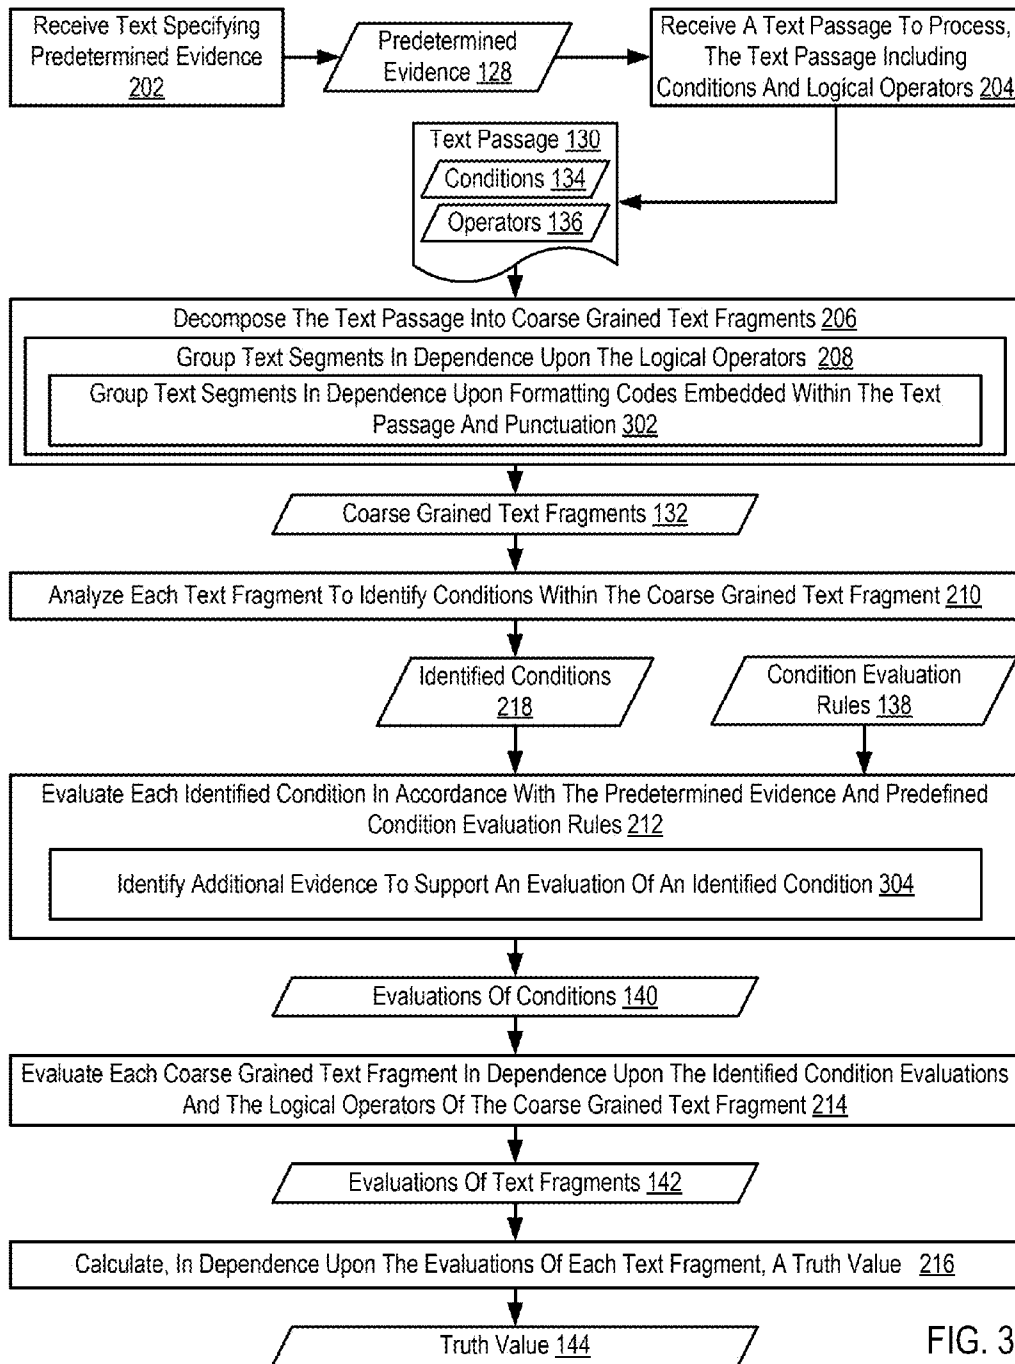 Receive Text Specifying
Predetermined Evidence
202
Predetermined
Evidence 128
Receive A Text Passage To Process,
The Text Passage Including
Conditions And Logical Operators 204
Text Passage 130
Conditions 134
Operators 136
Decompose The Text Passage Into Coarse Grained Text Fragments 206
Group Text Segments In Dependence Upon The Logical Operators 208
Group Text Segments In Dependence Upon Formatting Codes Embedded Within The Text
Passage And Punctuation 302
Coarse Grained Text Fragments 132
Analyze Each Text Fragment To Identify Conditions Within The Coarse Grained Text Fragment 210
Identified Conditions
218
Condition Evaluation
Rules 138
Evaluate Each Identified Condition In Accordance With The Predetermined Evidence And Predefined
Condition Evaluation Rules 212
Identify Additional Evidence To Support An Evaluation Of An Identified Condition 304
Evaluations Of Conditions 140
Evaluate Each Coarse Grained Text Fragment In Dependence Upon The Identified Condition Evaluations
And The Logical Operators Of The Coarse Grained Text Fragment 214
Evaluations Of Text Fragments 142
Calculate, In Dependence Upon The Evaluations Of Each Text Fragment, A Truth Value 216
Truth Value 144
FIG. 3